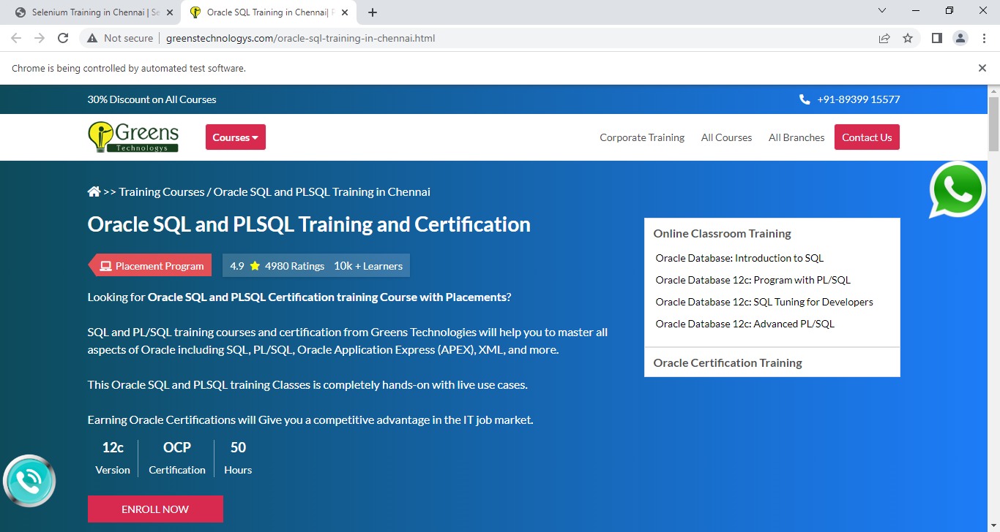 Selenium Training in Chennai | Se
Oracle SQL Training in Chennai|
Not secure
greenstechnologys.com/oracle-sql-training-in-chennai.html
Chrome is being controlled by automated test software.
30% Discount on All Courses
+91-89399 15577
Greens
Technologys
Courses
Corporate Training
All Courses
All Branches
Contact Us
>> Training Courses / Oracle SQL and PLSQL Training in Chennai
Oracle SQL and PLSQL Training and Certification
Placement Program
4.9 4980 Ratings 10k + Learners
Looking for Oracle SQL and PLSQL Certification training Course with Placements?
SQL and PL/SQL training courses and certification from Greens Technologies will help you to master all
aspects of Oracle including SQL, PL/SQL, Oracle Application Express (APEX), XML, and more.
This Oracle SQL and PLSQL training Classes is completely hands-on with live use cases.
Earning Oracle Certifications will Give you a competitive advantage in the IT job market.
12c OCP 50
Version Certification Hours
ENROLL NOW
Online Classroom Training
Oracle Database: Introduction to SQL
Oracle Database 12c: Program with PL/SQL
Oracle Database 12c: SQL Tuning for Developers
Oracle Database 12c: Advanced PL/SQL
Oracle Certification Training